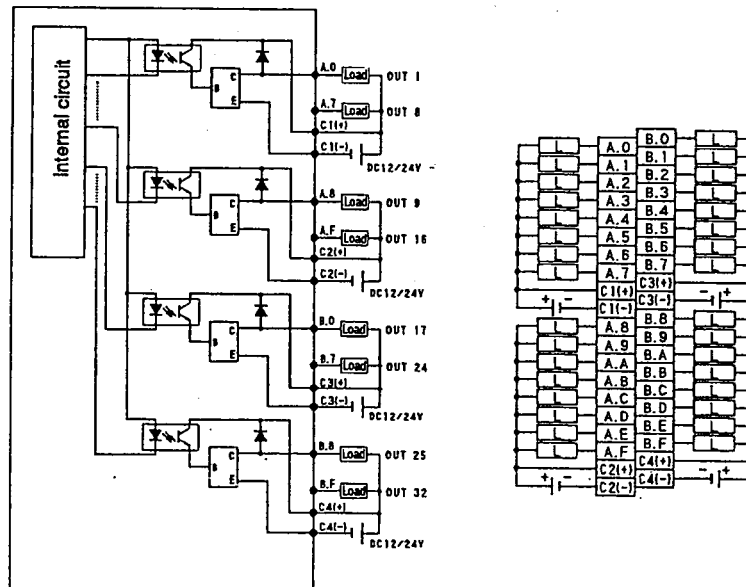 Internal circuit
C
B
E
A.0 Load OUT 1
A.7 Load OUT 8
C1(+)
C1(-)
DC12/24V
C
B
E
A.8 Load OUT 9
A.F Load OUT 16
C2(+)
C2(-)
DC12/24V
C
B
E
B.0 Load OUT 17
B.7 Load OUT 24
C3(+)
C3(-)
DC12/24V
C
B
E
B.8 Load OUT 25
B.F Load OUT 32
C4(+)
C4(-)
DC12/24V
L A.0 B.0 L
L A.1 B.1 L
L A.2 B.2 L
L A.3 B.3 L
L A.4 B.4 L
L A.5 B.5 L
L A.6 B.6 L
L A.7 B.7 L
C1(+) C3(+)
+ - C1(-) C3(-) - +
L A.8 B.8 L
L A.9 B.9 L
L A.A B.A L
L A.B B.B L
L A.C B.C L
L A.D B.D L
L A.E B.E L
L A.F B.F L
C2(+) C4(+)
+ - C2(-) C4(-) - +